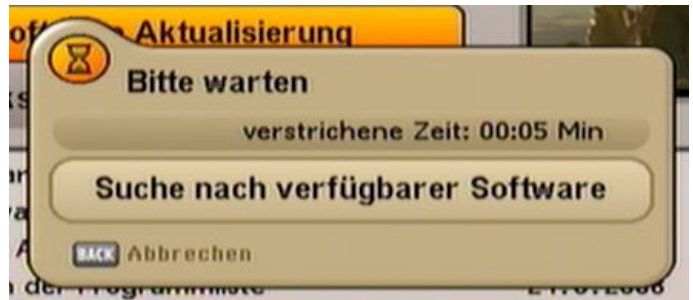 Aktualisierung
Bitte warten
verstrichene Zeit: 00:05 Min
Suche nach verfügbarer Software
BACK Abbrechen